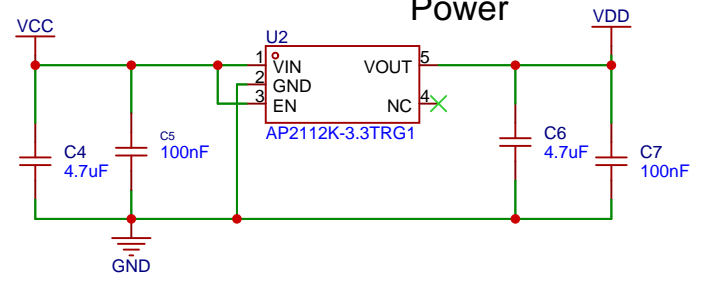 Power
VCC
VDD
U2
1
VIN
VOUT
5
2
GND
3
EN
NC
4
AP2112K-3.3TRG1
C4
4.7uF
C5
100nF
C6
4.7uF
C7
100nF
GND